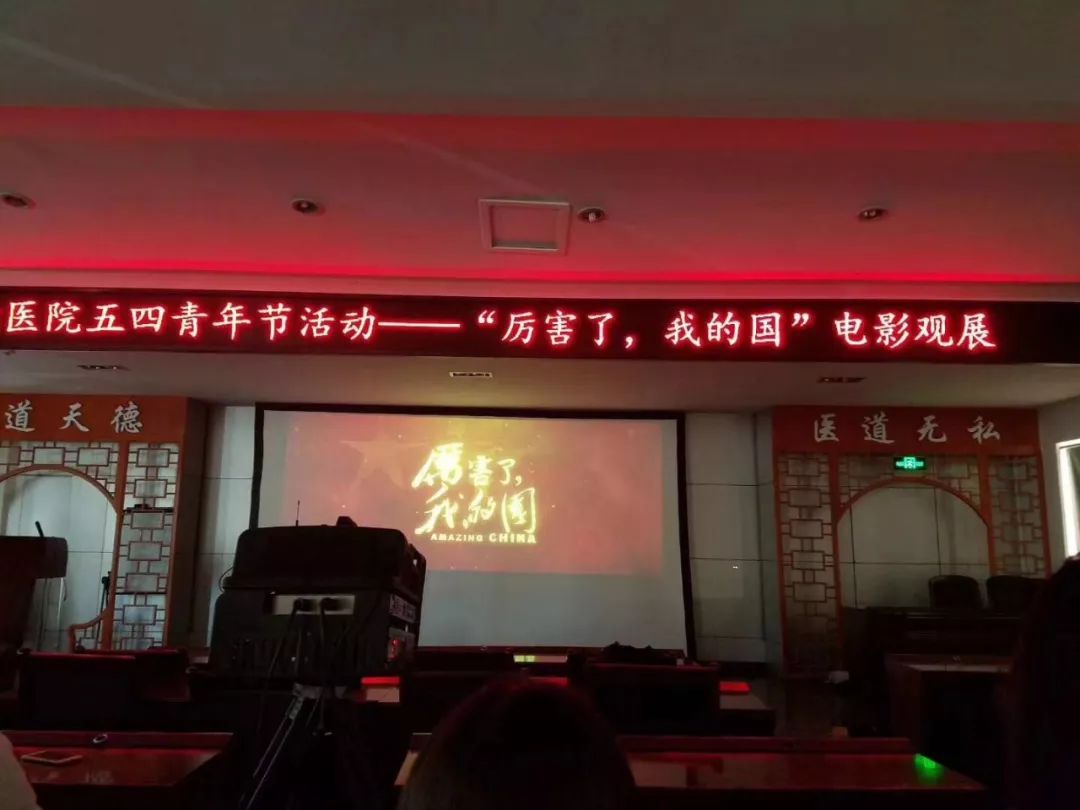 医院五四青年节活动——“厉害了，我的国”电影观展
道天德
医道无私
厲害了，
我的国
AMAZING CHINA